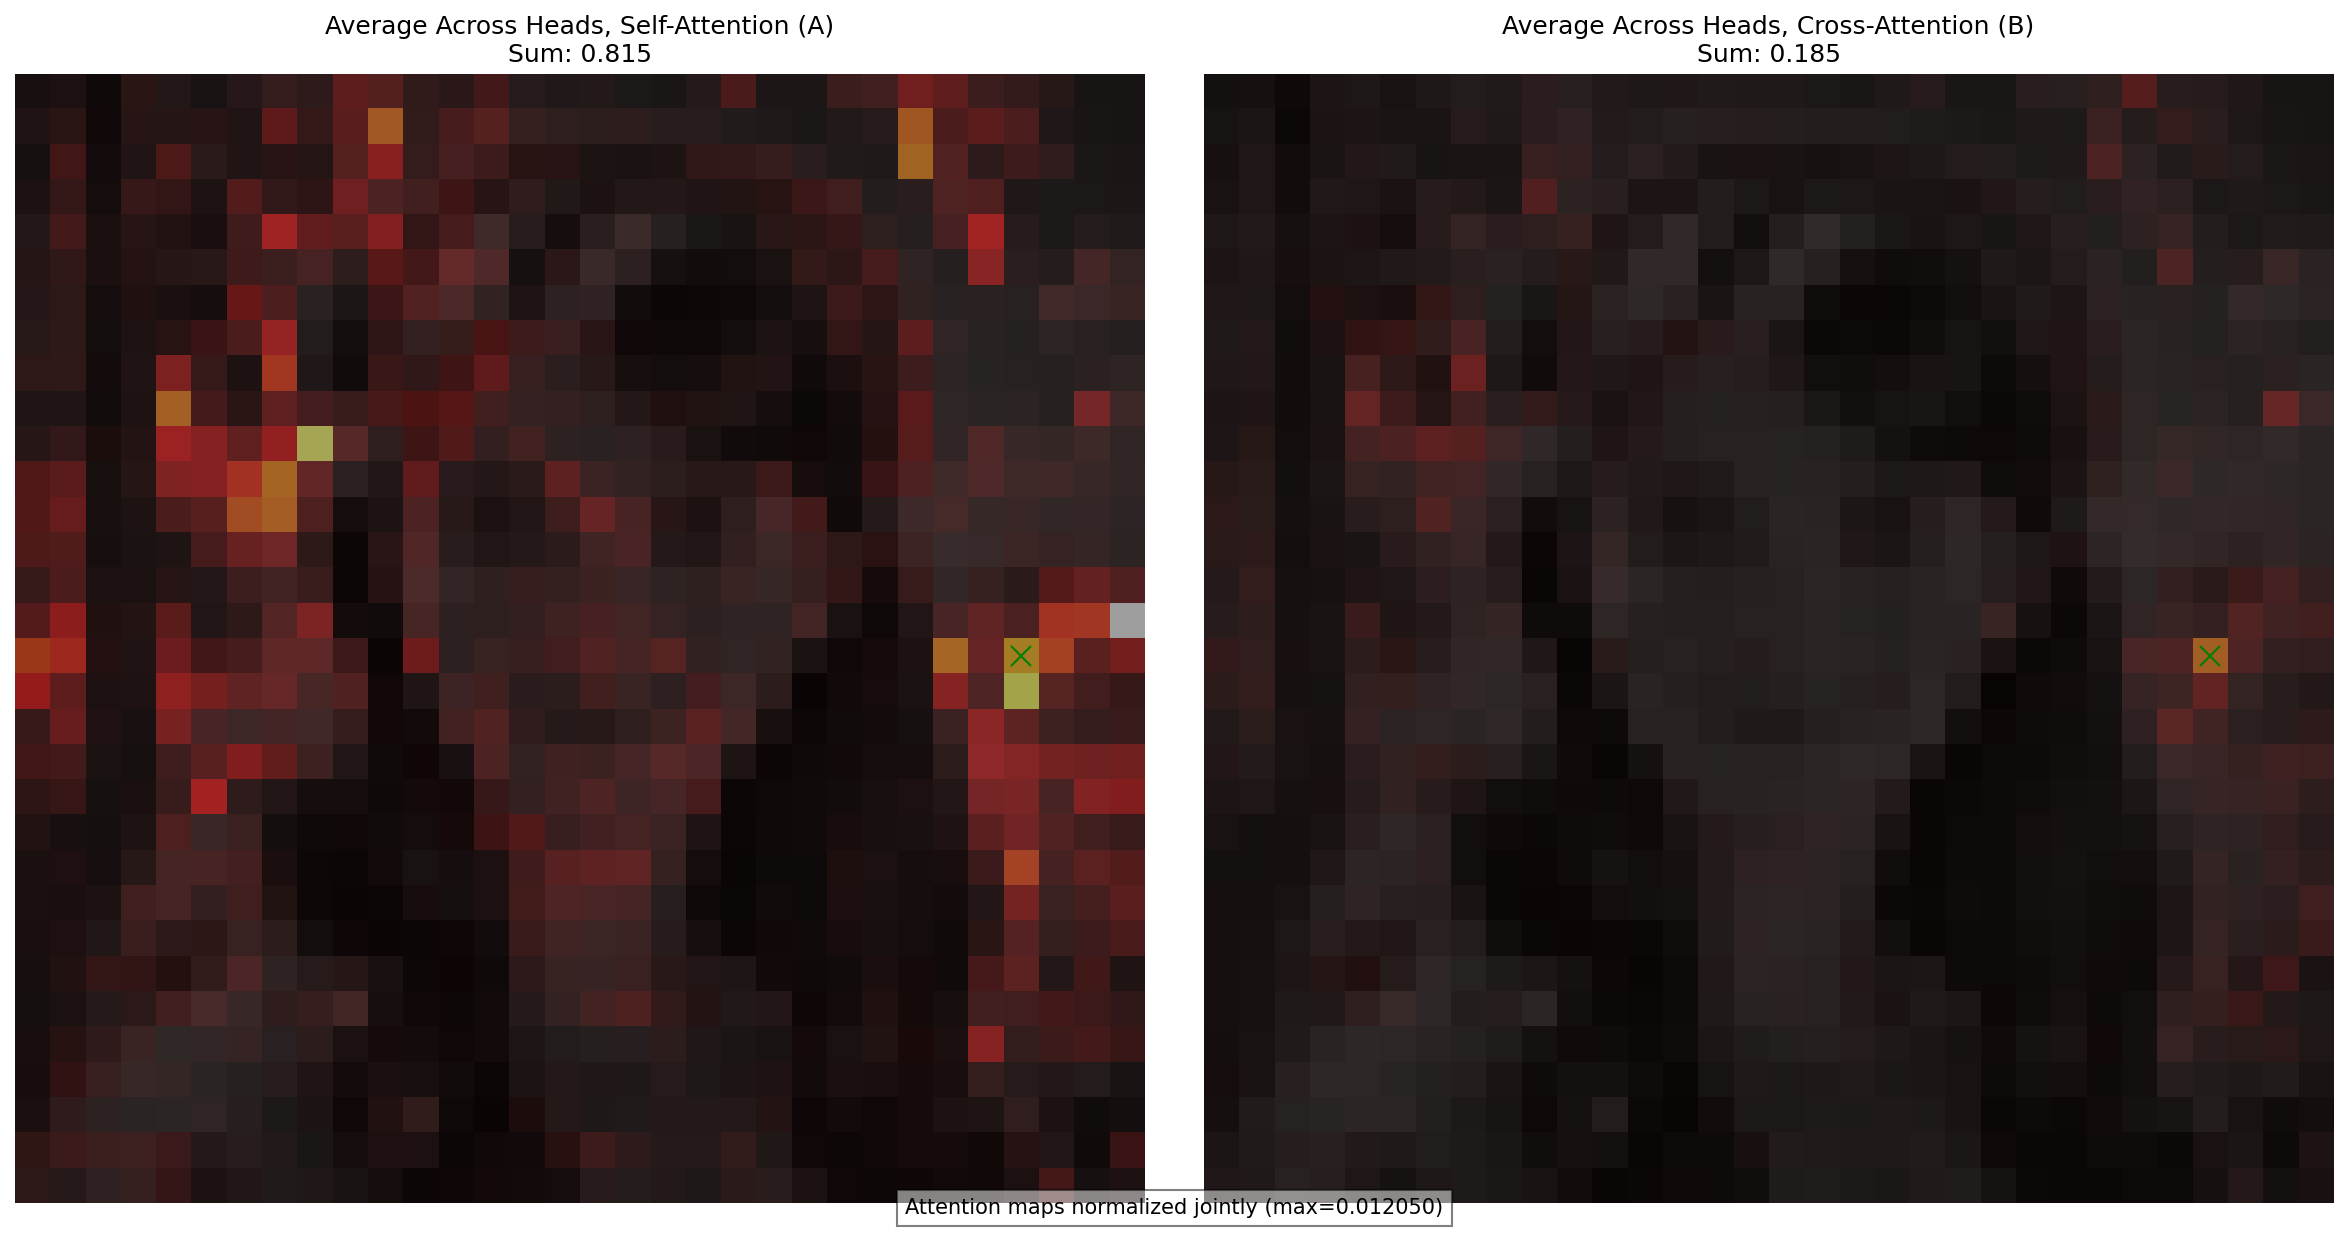 Average Across Heads, Self-Attention (A)
Sum: 0.815
Average Across Heads, Cross-Attention (B)
Sum: 0.185
Attention maps normalized jointly (max=0.012050)